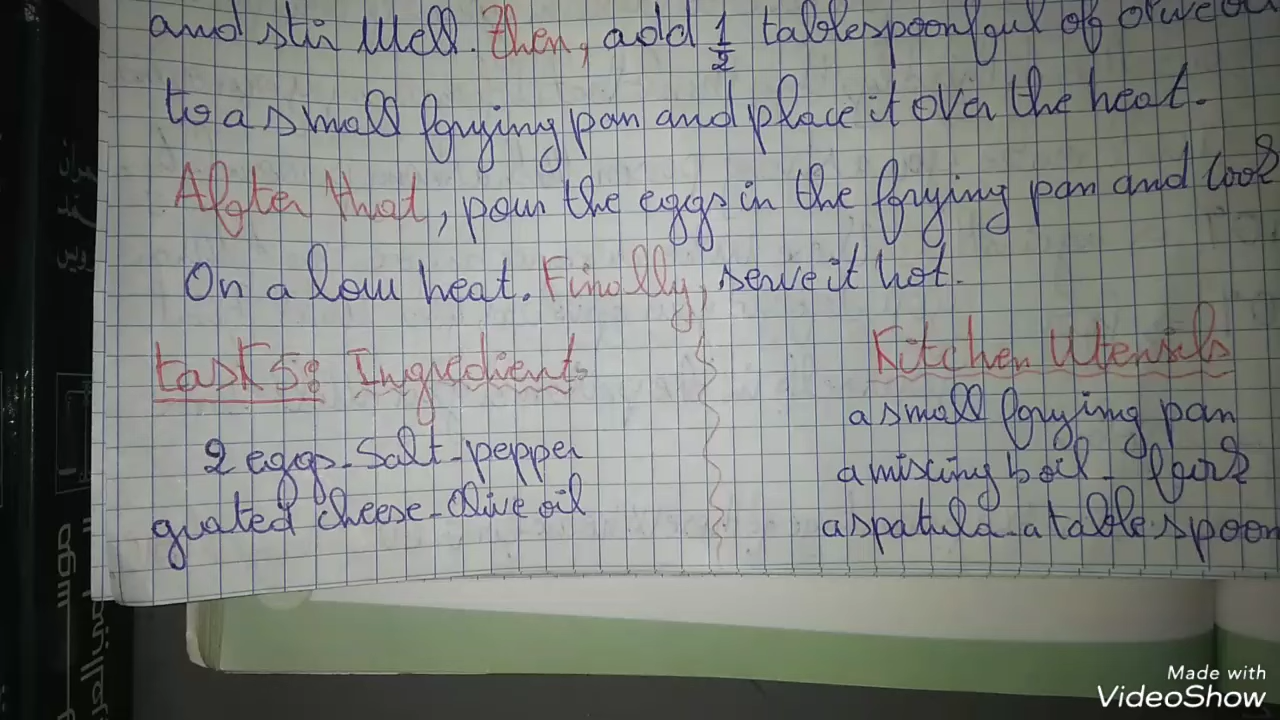 and stir well. Then, add 1/2 tablespoonful of olive oil
to a small frying pan and place it over the heat.
After that, pour the eggs in the frying pan and cook
On a low heat. Finally, serve it hot.
task 5: Ingredients
2 eggs - Salt - pepper
grated cheese - Olive oil
Kitchen Utensils
a small frying pan
a mixing boil - fork
a spatula - a table spoon
Made with
VideoShow